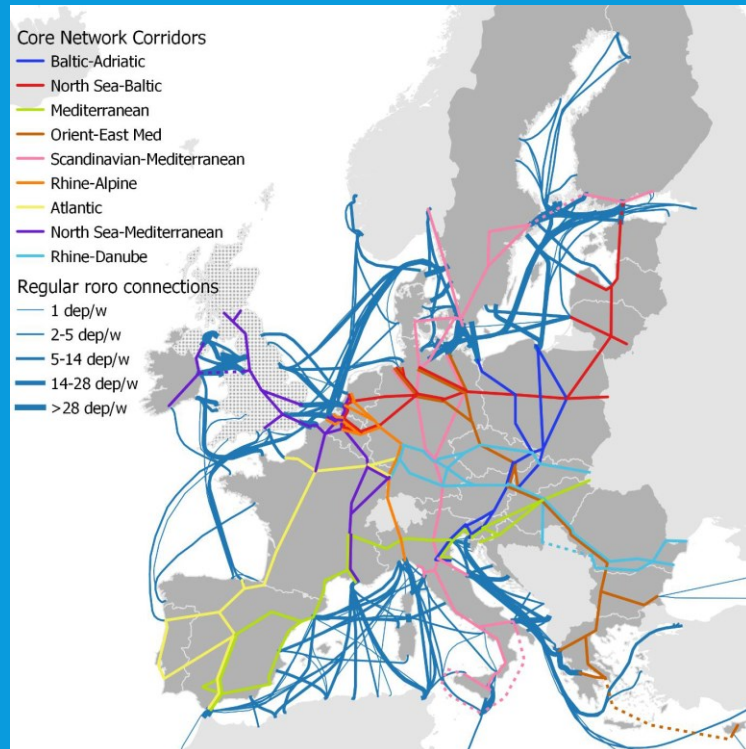 Core Network Corridors
Baltic-Adriatic
North Sea-Baltic
Mediterranean
Orient-East Med
Scandinavian-Mediterranean
Rhine-Alpine
Atlantic
North Sea-Mediterranean
Rhine-Danube
Regular roro connections
1 dep/w
2-5 dep/w
5-14 dep/w
14-28 dep/w
>28 dep/w